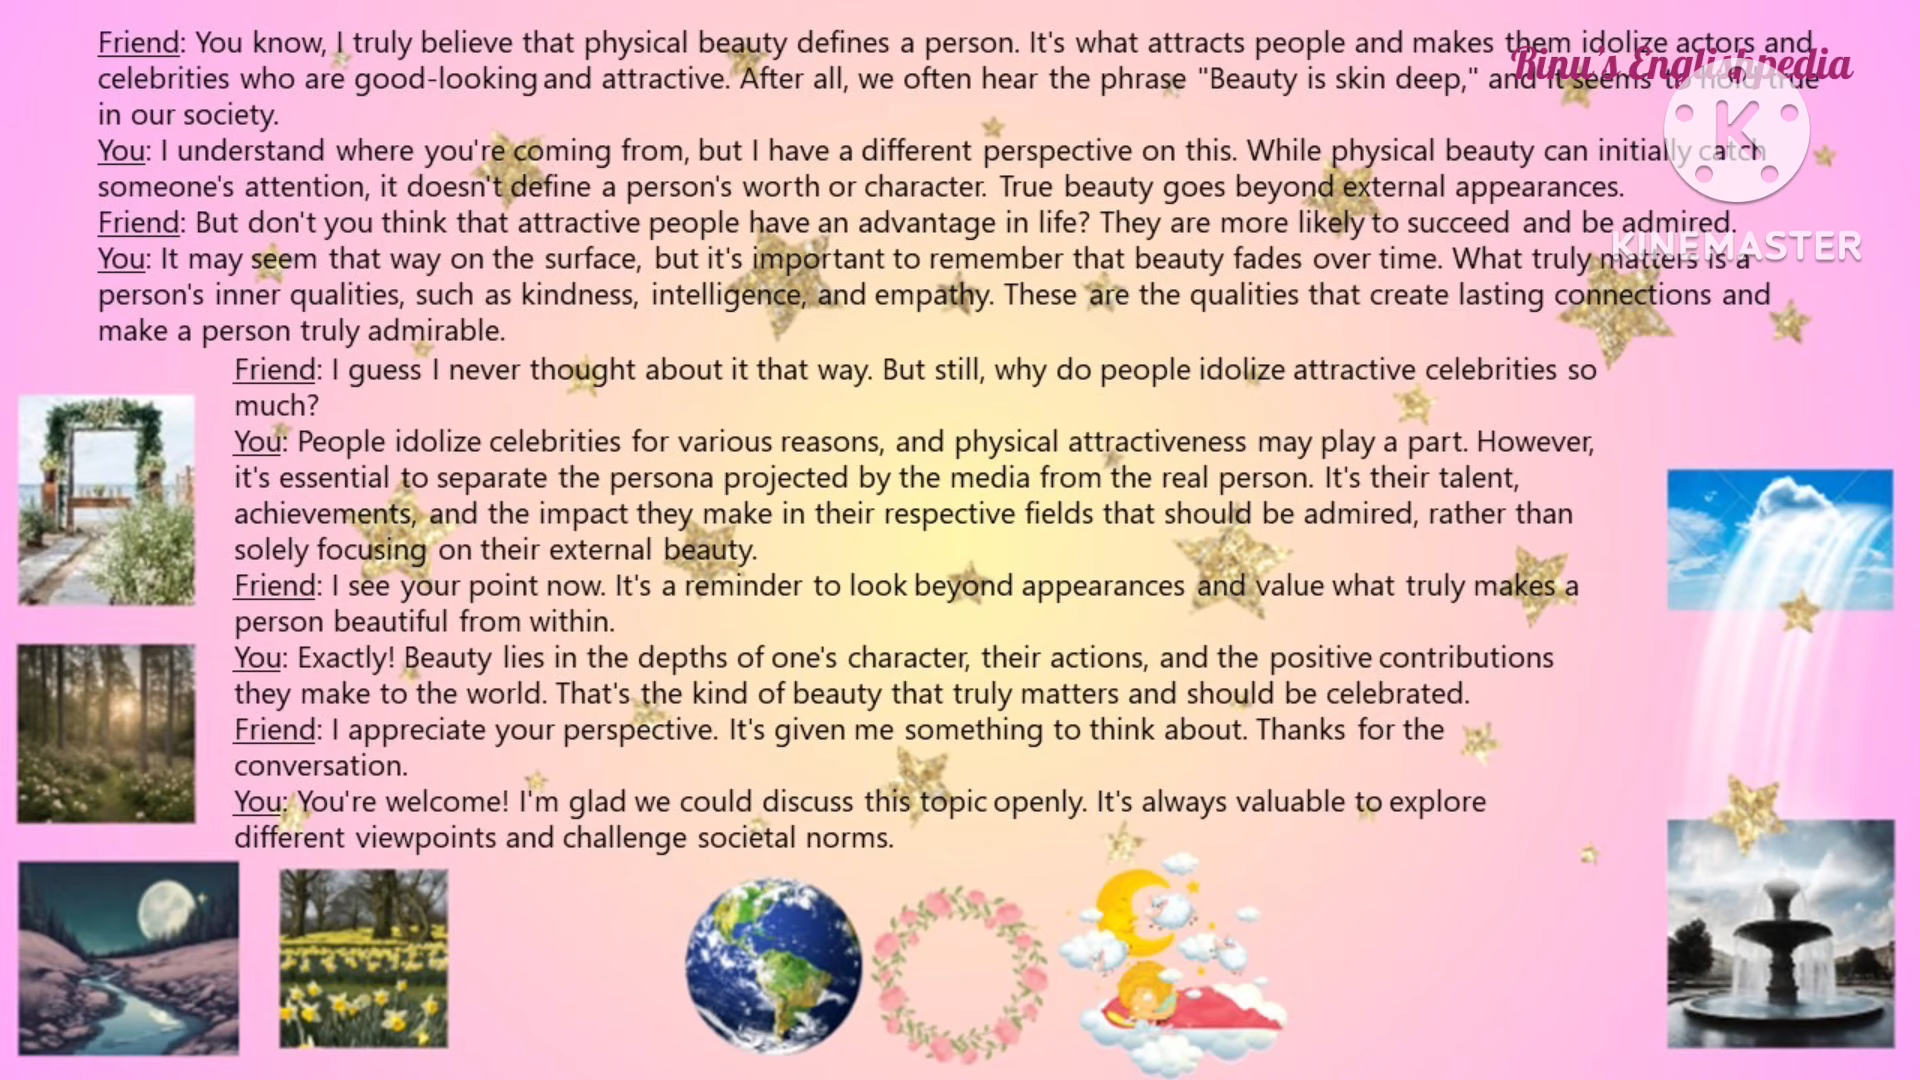 Friend: You know, I truly believe that physical beauty defines a person. It's what attracts people and makes them idolize actors and
celebrities who are good-looking and attractive. After all, we often hear the phrase "Beauty is skin deep," and it seems to hold true
in our society.
Rinu's Englishpedia
You: I understand where you're coming from, but I have a different perspective on this. While physical beauty can initially catch
someone's attention, it doesn't define a person's worth or character. True beauty goes beyond external appearances.
Friend: But don't you think that attractive people have an advantage in life? They are more likely to succeed and be admired.
K
KINEMASTER
You: It may seem that way on the surface, but it's important to remember that beauty fades over time. What truly matters is a
person's inner qualities, such as kindness, intelligence, and empathy. These are the qualities that create lasting connections and
make a person truly admirable.
Friend: I guess I never thought about it that way. But still, why do people idolize attractive celebrities so
much?
You: People idolize celebrities for various reasons, and physical attractiveness may play a part. However,
it's essential to separate the persona projected by the media from the real person. It's their talent,
achievements, and the impact they make in their respective fields that should be admired, rather than
solely focusing on their external beauty.
Friend: I see your point now. It's a reminder to look beyond appearances and value what truly makes a
person beautiful from within.
You: Exactly! Beauty lies in the depths of one's character, their actions, and the positive contributions
they make to the world. That's the kind of beauty that truly matters and should be celebrated.
Friend: I appreciate your perspective. It's given me something to think about. Thanks for the
conversation.
You: You're welcome! I'm glad we could discuss this topic openly. It's always valuable to explore
different viewpoints and challenge societal norms.